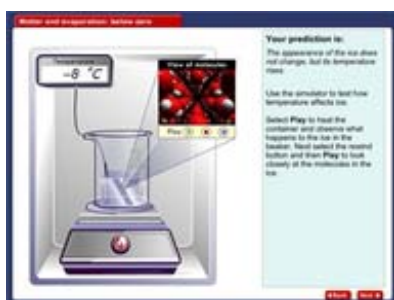 Matter and evaporation: below zero
Temperature
-8 °C
View of molecules
Play
Your prediction is:
The appearance of the ice does
not change, but its temperature
rises.
Use the simulator to test how
temperature affects ice.
Select Play to heat the
container and observe what
happens to the ice in the
beaker. Next select the rewind
button and then Play to look
closely at the molecules in the
ice.
Back
Next